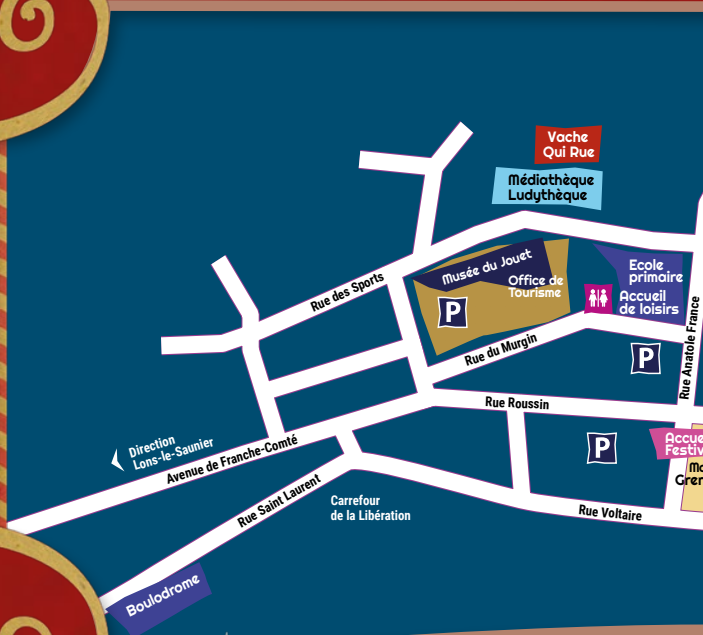 Vache
Qui Rue
Médiathèque
Ludythèque
Musée du Jouet
Office de
Tourisme
Ecole
primaire
Accueil
de loisirs
P
Rue des Sports
Rue du Murgin
P
Rue Anatole France
Rue Roussin
Direction
Lons-le-Saunier
Avenue de Franche-Comté
P
Rue Saint Laurent
Carrefour
de la Libération
Rue Voltaire
Boulodrome